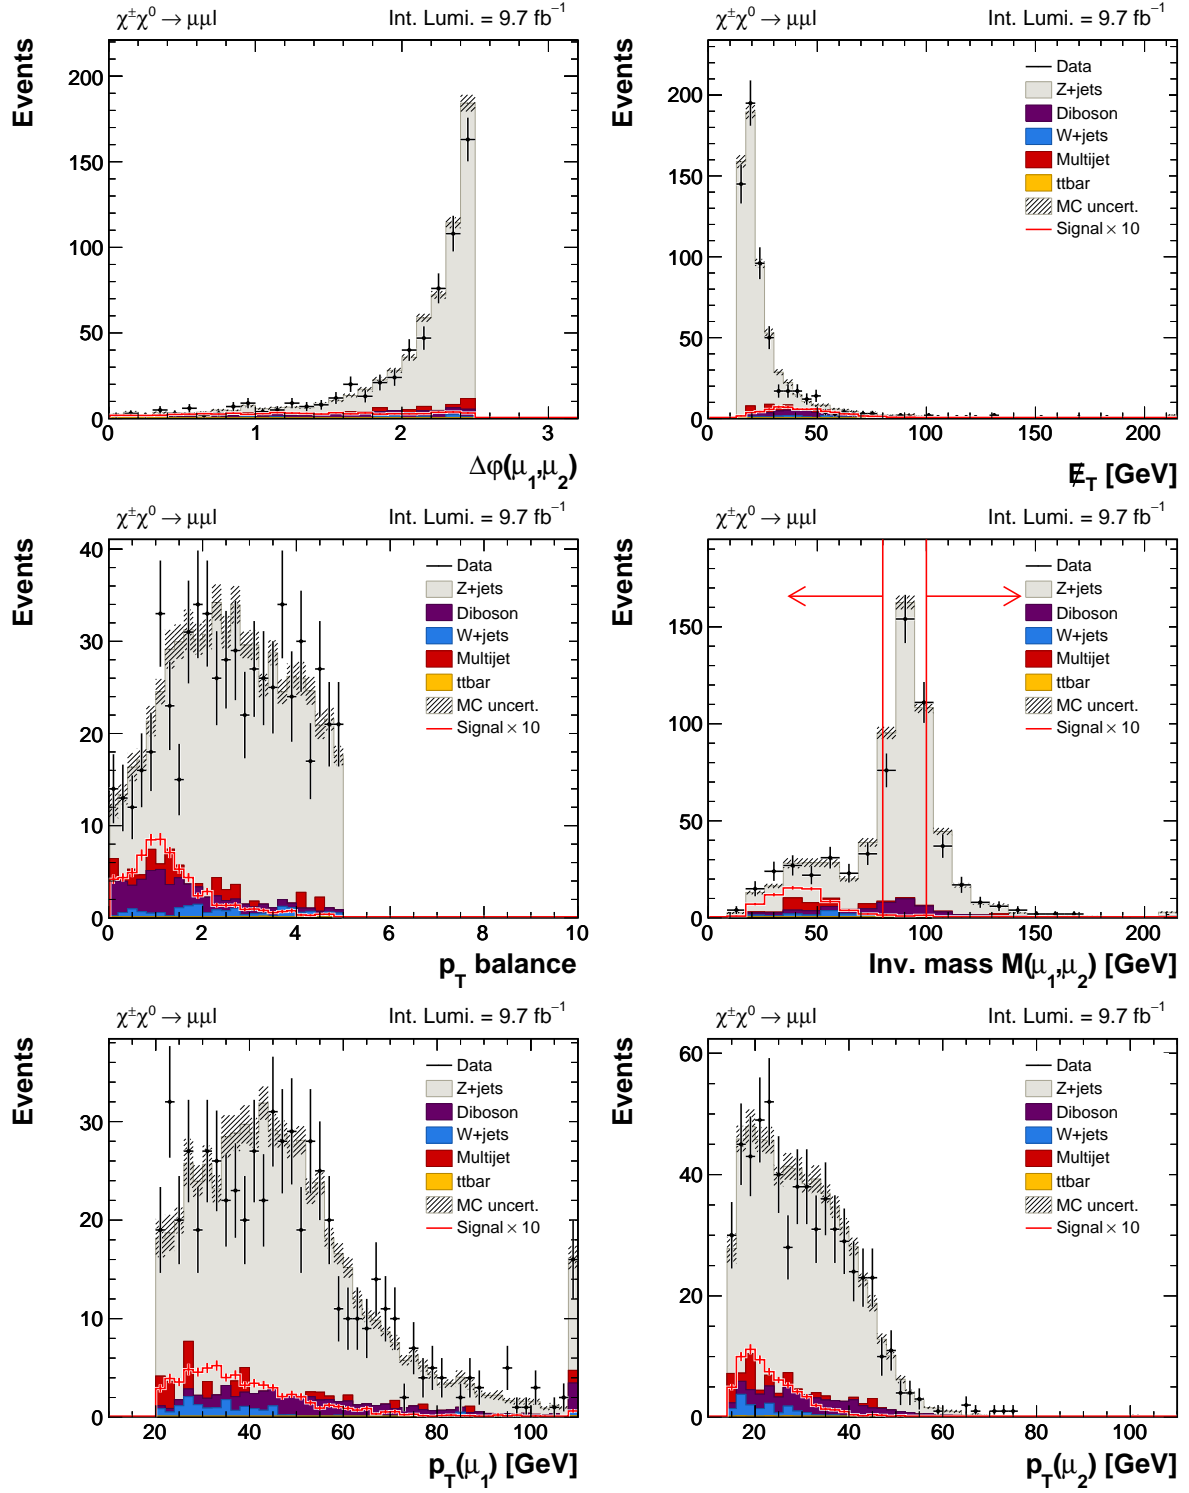 χ±χ0 → μμ Int. Lumi. = 9.7 fb−1
Events
200
150
100
50
0
0 1 2 3
Δφ(μ1,μ2)
χ±χ0 → μμl Int. Lumi. = 9.7 fb−1
Events
Data
Z+jets
Diboson
W+jets
Multijet
ttbar
MC uncert.
Signal × 10
200
150
100
50
0
0 50 100 150 200
E̸T [GeV]
χ±χ0 → μμl Int. Lumi. = 9.7 fb−1
Events
Data
Z+jets
Diboson
W+jets
Multijet
ttbar
MC uncert.
Signal × 10
40
30
20
10
0
0 2 4 6 8 10
pT balance
χ±χ0 → μμl Int. Lumi. = 9.7 fb−1
Events
Data
Z+jets
Diboson
W+jets
Multijet
ttbar
MC uncert.
Signal × 10
150
100
50
0
0 50 100 150 200
Inv. mass M(μ1,μ2) [GeV]
χ±χ0 → μμl Int. Lumi. = 9.7 fb−1
Events
Data
Z+jets
Diboson
W+jets
Multijet
ttbar
MC uncert.
Signal × 10
30
20
10
0
20 40 60 80 100
pT(μ1) [GeV]
χ±χ0 → μμl Int. Lumi. = 9.7 fb−1
Events
Data
Z+jets
Diboson
W+jets
Multijet
ttbar
MC uncert.
Signal × 10
60
40
20
0
20 40 60 80 100
pT(μ2) [GeV]